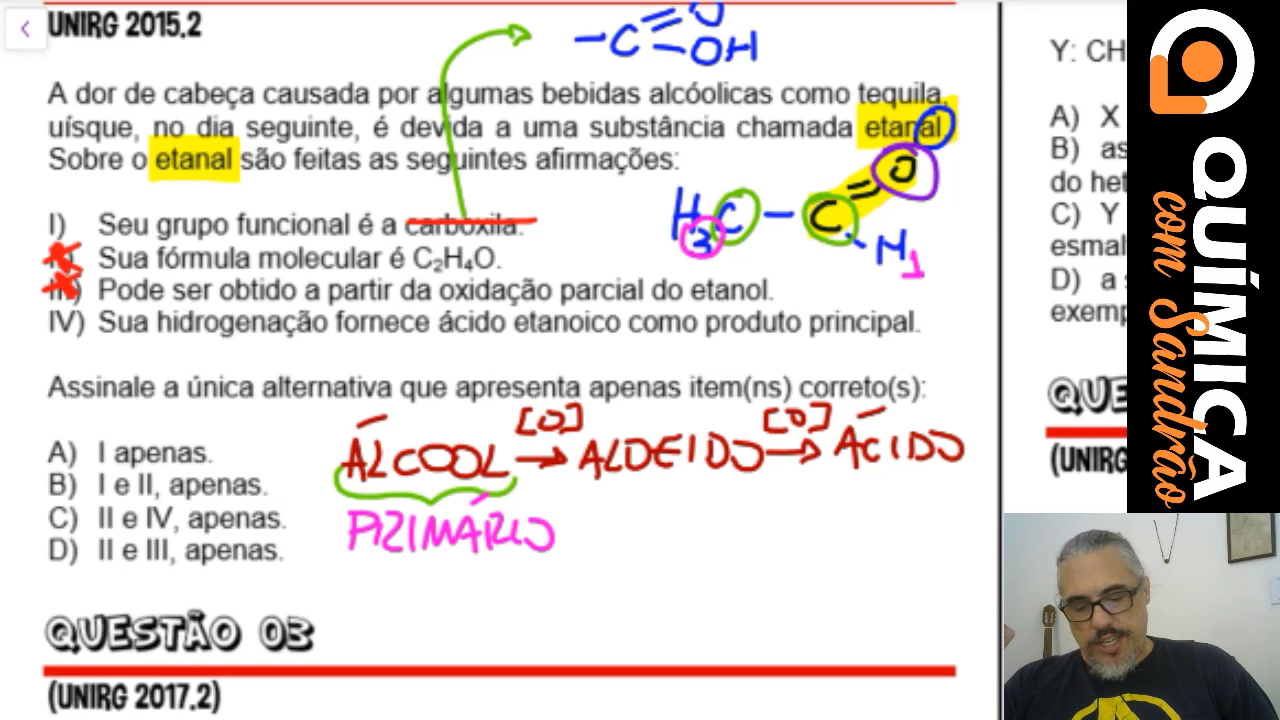 UNIRG 2015.2
-C=O
OH
A dor de cabeça causada por algumas bebidas alcóolicas como tequila,
uísque, no dia seguinte, é devida a uma substância chamada etanal
Sobre o etanal são feitas as seguintes afirmações:
H3C - C = O
H 1
I) Seu grupo funcional é a carboxila.
Sua fórmula molecular é C₂H₄O.
III) Pode ser obtido a partir da oxidação parcial do etanol.
IV) Sua hidrogenação fornece ácido etanoico como produto principal.
Assinale a única alternativa que apresenta apenas item(ns) correto(s):
ÁLCOOL [O]→ ALDEIDO [O]→ ÁCIDO
PRIMÁRIO
A) I apenas.
B) I e II, apenas.
C) II e IV, apenas.
D) II e III, apenas.
QUESTÃO 03
(UNIRG 2017.2)
Y: CH
A) X
B) as
do het
C) Y
esmal
D) a
exemp
QUE
(UNIRG
QUÍMICA
com Sandrão